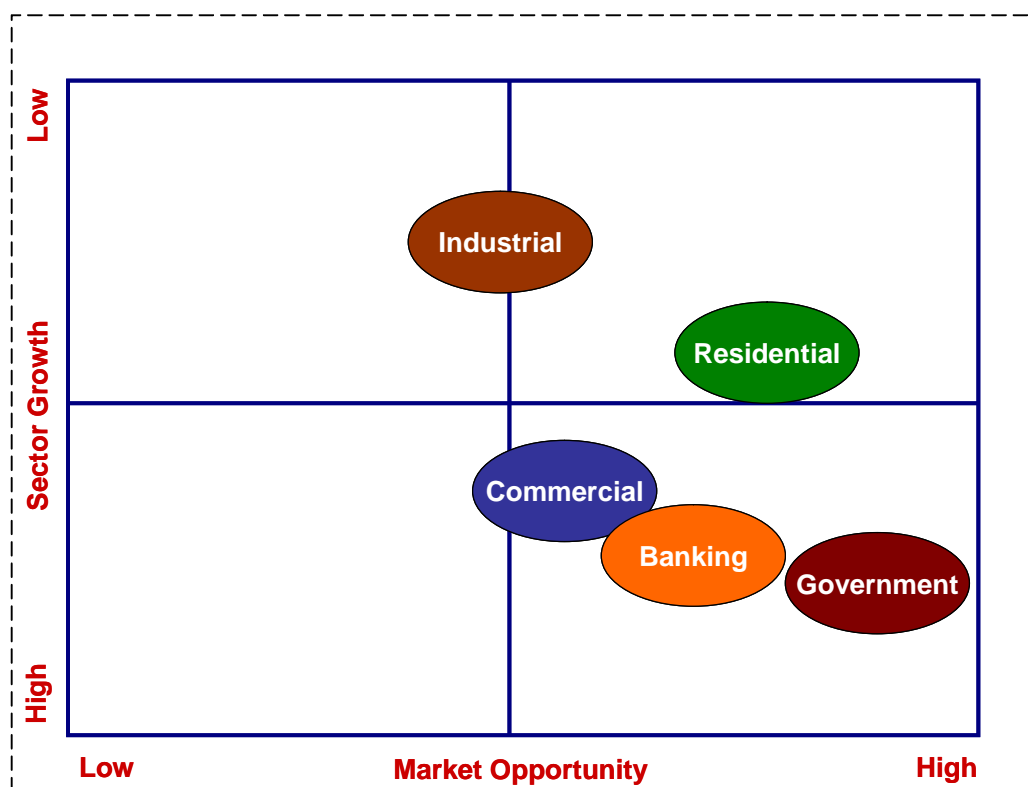 Low
Industrial
Residential
Sector Growth
Commercial
Banking
Government
High
Low Market Opportunity High